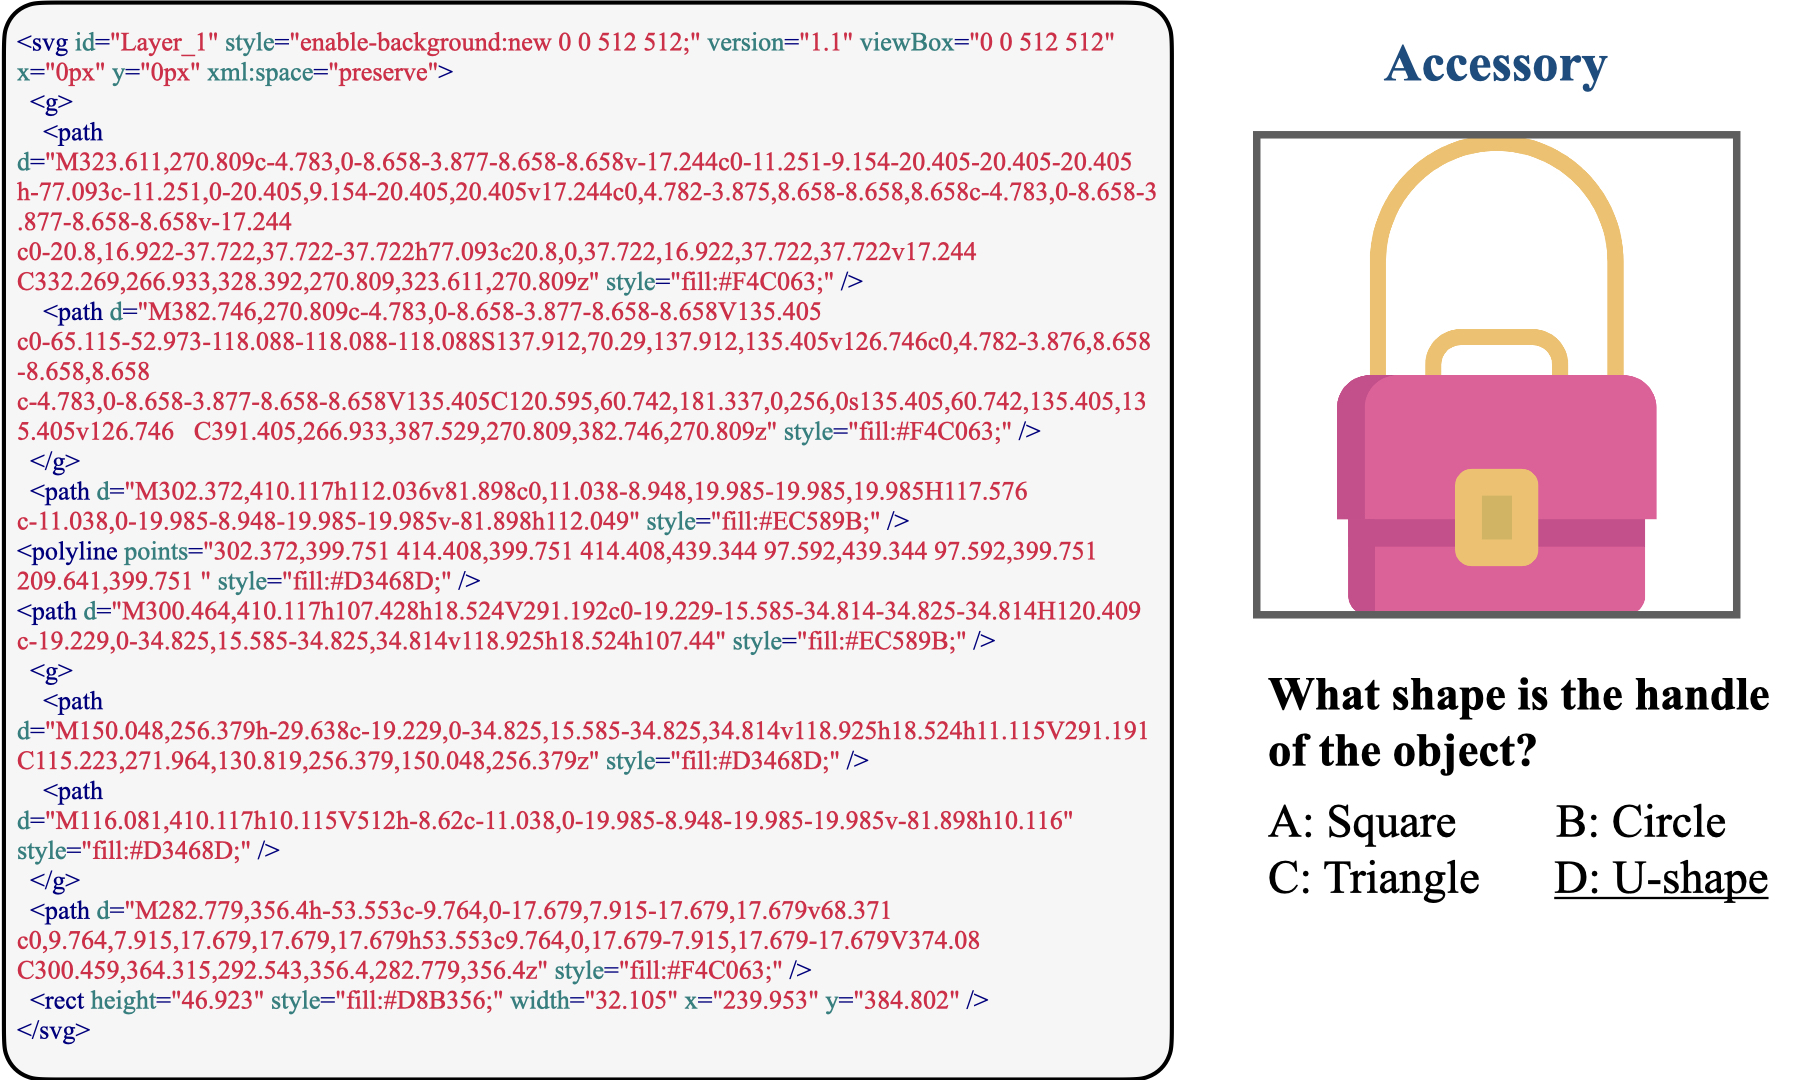 <svg id="Layer_1" style="enable-background:new 0 0 512 512;" version="1.1" viewBox="0 0 512 512"
x="0px" y="0px" xml:space="preserve">
<g>
<path
d="M323.611,270.809c-4.783,0-8.658-3.877-8.658-8.658v-17.244c0-11.251-9.154-20.405-20.405-20.405
h-77.093c-11.251,0-20.405,9.154-20.405,20.405v17.244c0,4.782-3.875,8.658-8.658,8.658c-4.783,0-8.658-3
.877-8.658-8.658v-17.244
c0-20.8,16.922-37.722,37.722-37.722h77.093c20.8,0,37.722,16.922,37.722,37.722v17.244
C332.269,266.933,328.392,270.809,323.611,270.809z" style="fill:#F4C063;" />
<path d="M382.746,270.809c-4.783,0-8.658-3.877-8.658-8.658V135.405
c0-65.115-52.973-118.088-118.088-118.088S137.912,70.29,137.912,135.405v126.746c0,4.782-3.876,8.658
-8.658,8.658
c-4.783,0-8.658-3.877-8.658-8.658V135.405C120.595,60.742,181.337,0,256,0s135.405,60.742,135.405,13
5.405v126.746   C391.405,266.933,387.529,270.809,382.746,270.809z" style="fill:#F4C063;" />
</g>
<path d="M302.372,410.117h112.036v81.898c0,11.038-8.948,19.985-19.985,19.985H117.576
c-11.038,0-19.985-8.948-19.985-19.985v-81.898h112.049" style="fill:#EC589B;" />
<polyline points="302.372,399.751 414.408,399.751 414.408,439.344 97.592,439.344 97.592,399.751
209.641,399.751 " style="fill:#D3468D;" />
<path d="M300.464,410.117h107.428h18.524V291.192c0-19.229-15.585-34.814-34.825-34.814H120.409
c-19.229,0-34.825,15.585-34.825,34.814v118.925h18.524h107.44" style="fill:#EC589B;" />
<g>
<path
d="M150.048,256.379h-29.638c-19.229,0-34.825,15.585-34.825,34.814v118.925h18.524h11.115V291.191
C115.223,271.964,130.819,256.379,150.048,256.379z" style="fill:#D3468D;" />
<path
d="M116.081,410.117h10.115V512h-8.62c-11.038,0-19.985-8.948-19.985-19.985v-81.898h10.116"
style="fill:#D3468D;" />
</g>
<path d="M282.779,356.4h-53.553c-9.764,0-17.679,7.915-17.679,17.679v68.371
c0,9.764,7.915,17.679,17.679,17.679h53.553c9.764,0,17.679-7.915,17.679-17.679V374.08
C300.459,364.315,292.543,356.4,282.779,356.4z" style="fill:#F4C063;" />
<rect height="46.923" style="fill:#D8B356;" width="32.105" x="239.953" y="384.802" />
</svg>
Accessory
What shape is the handle
of the object?
A: Square B: Circle
C: Triangle D: U-shape